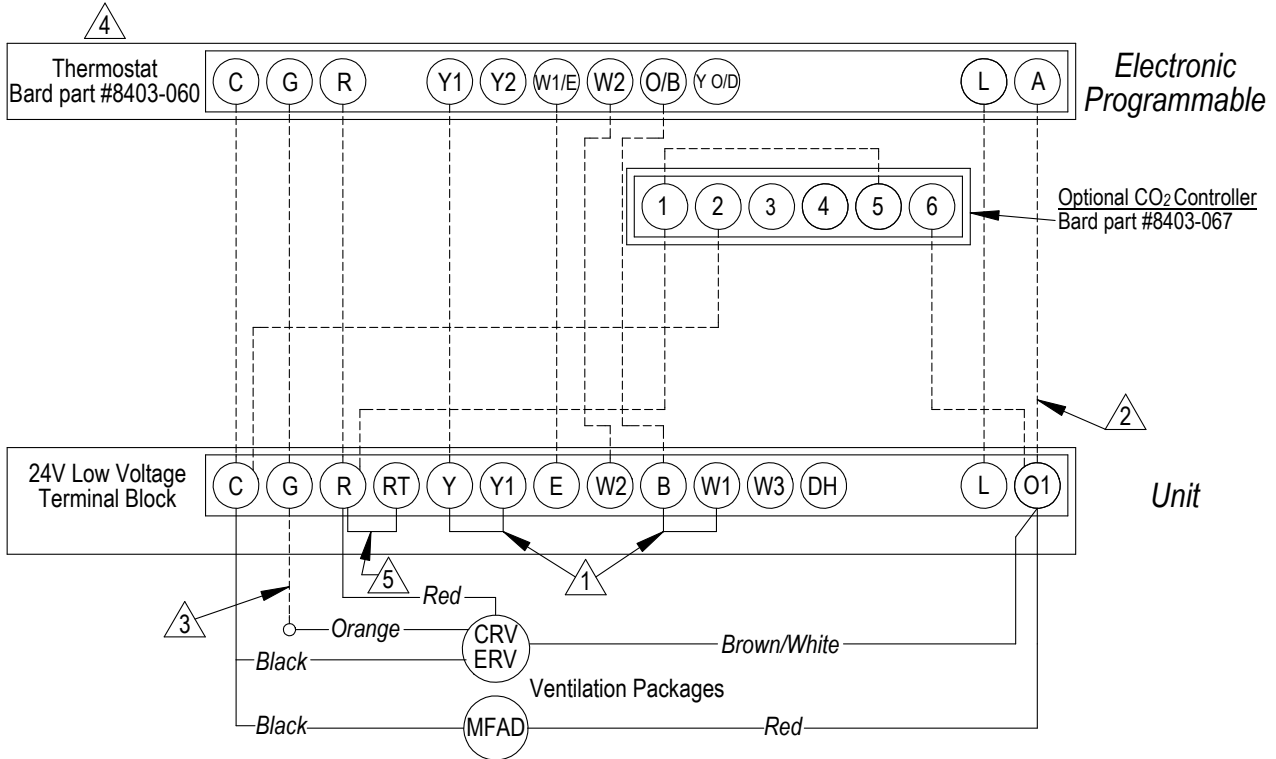 4
Thermostat
Bard part #8403-060
C G R Y1 Y2 W1/E W2 O/B Y O/D L A
Electronic
Programmable
1 2 3 4 5 6
Optional CO2 Controller
Bard part #8403-067
2
24V Low Voltage
Terminal Block
C G R RT Y Y1 E W2 B W1 W3 DH L O1
Unit
5
1
3
Red
Orange
CRV
ERV
Brown/White
Black
Ventilation Packages
Black
MFAD
Red